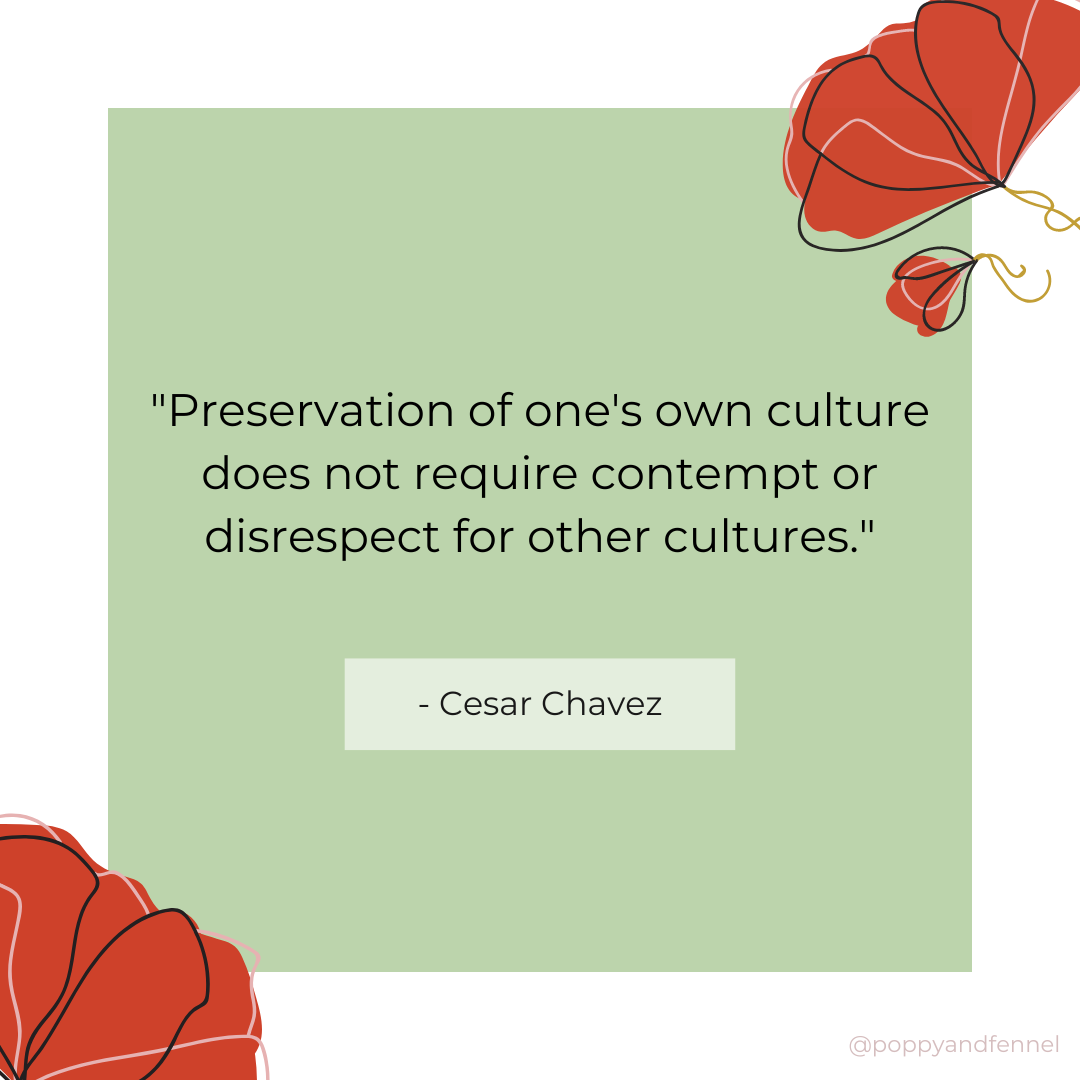 "Preservation of one's own culture
does not require contempt or
disrespect for other cultures."
- Cesar Chavez
@poppyandfennel